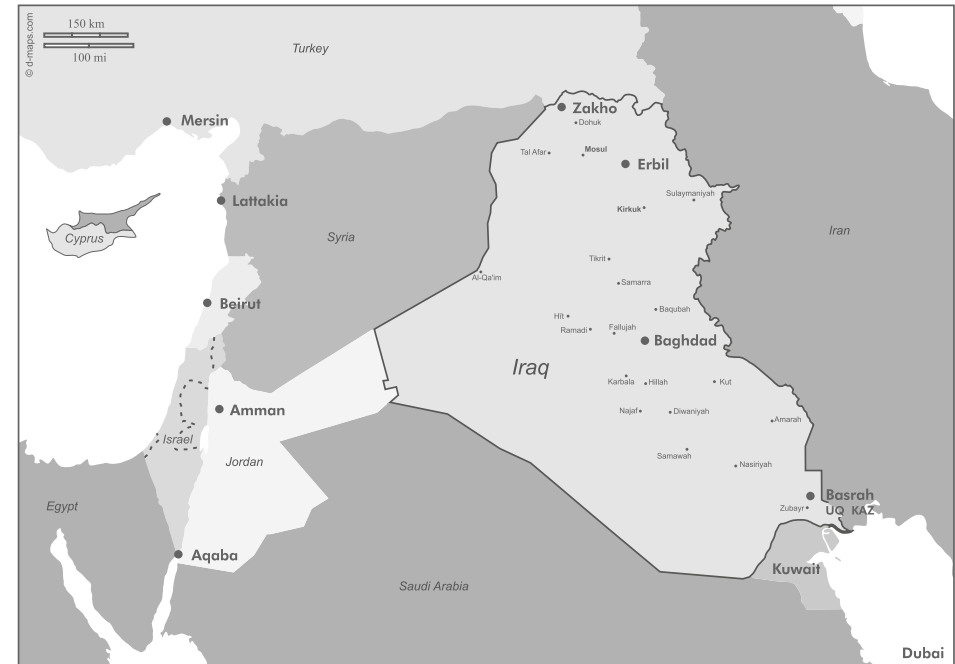 150 km
100 mi
© d-maps.com
Turkey
Zakho
Dohuk
Mersin
Tal Afar
Mosul
Erbil
Lattakia
Sulaymaniyah
Kirkuk
Cyprus
Syria
Iran
Tikrit
Al-Qa'im
Samarra
Beirut
Baqubah
Hit
Ramadi
Fallujah
Baghdad
Iraq
Karbala
Hillah
Kut
Amman
Najaf
Diwaniyah
Amarah
Israel
Jordan
Samawah
Nasiriyah
Egypt
Basrah
Zubayr
UQ KAZ
Aqaba
Kuwait
Saudi Arabia
Dubai